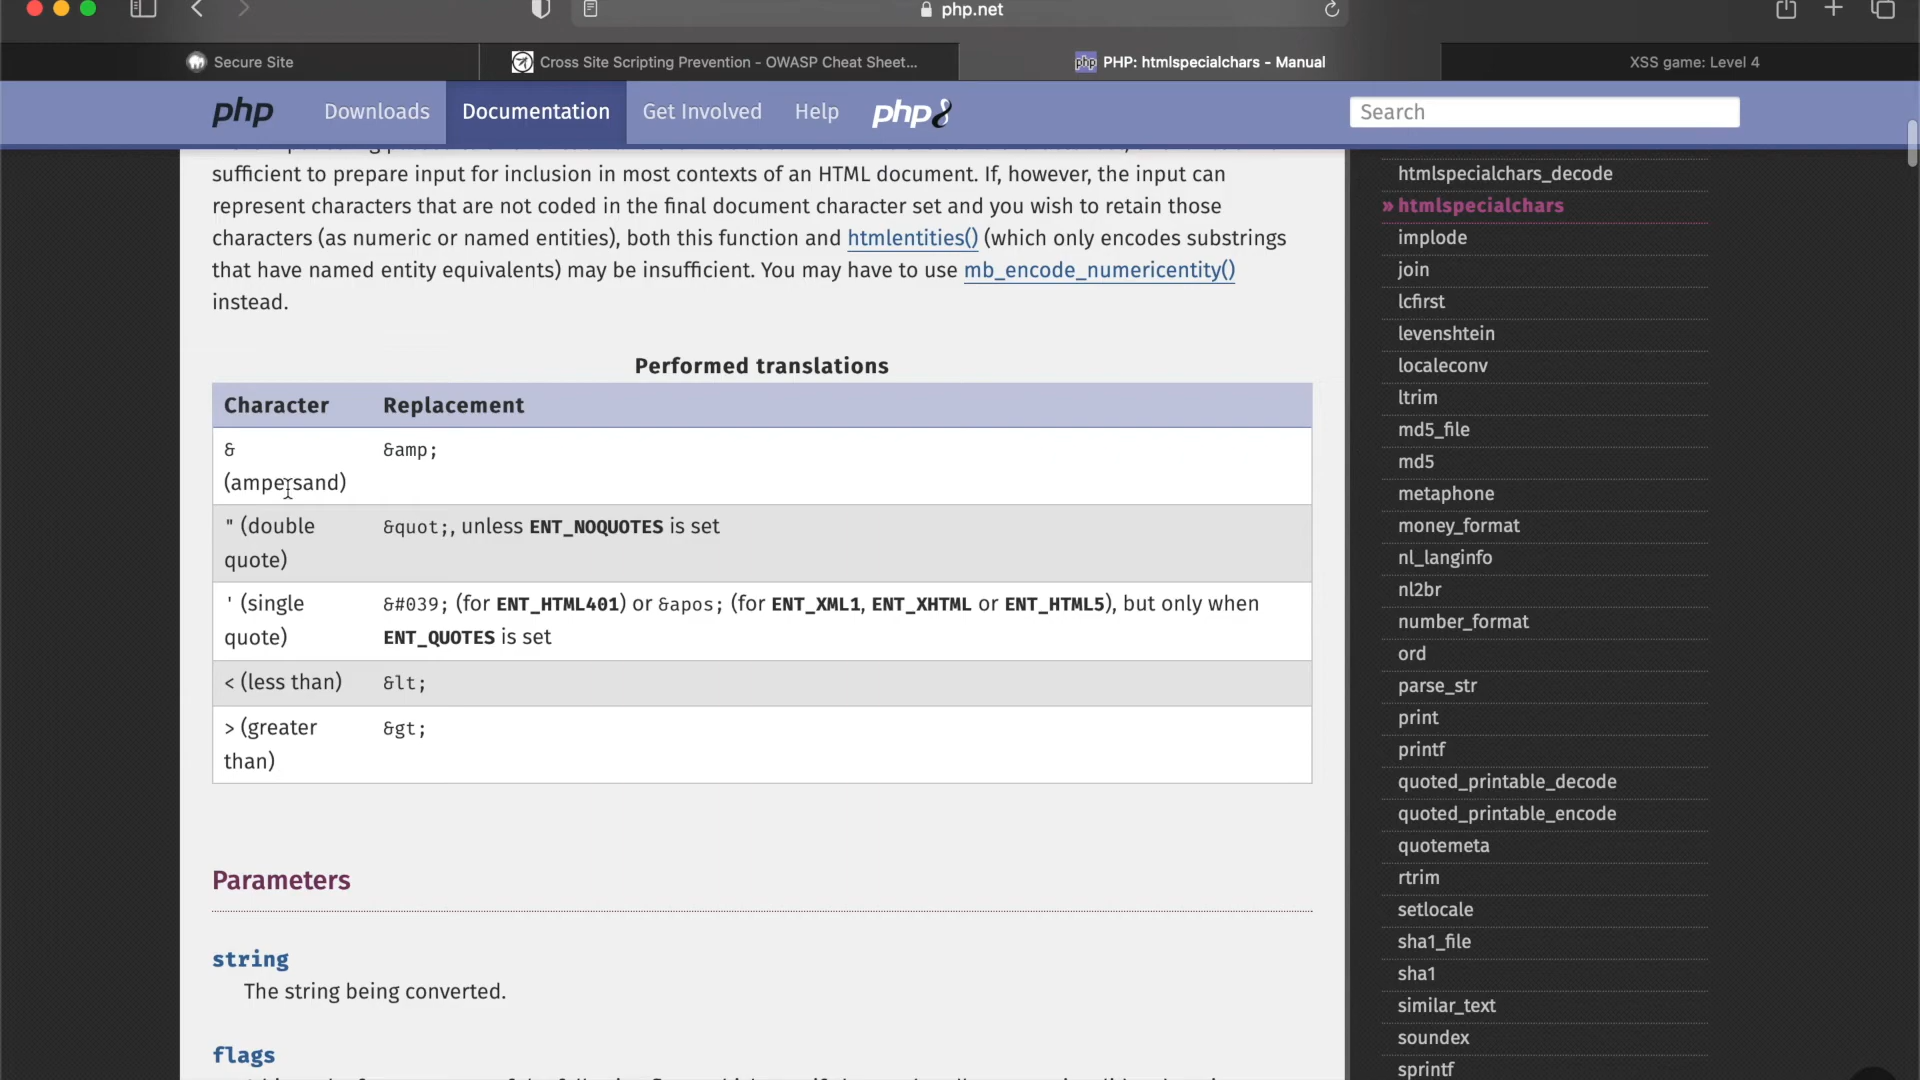 php.net
Secure Site
Cross Site Scripting Prevention - OWASP Cheat Sheet...
php PHP: htmlspecialchars - Manual
XSS game: Level 4
php
Downloads
Documentation
Get Involved
Help
php8
Search
sufficient to prepare input for inclusion in most contexts of an HTML document. If, however, the input can
represent characters that are not coded in the final document character set and you wish to retain those
characters (as numeric or named entities), both this function and htmlentities() (which only encodes substrings
that have named entity equivalents) may be insufficient. You may have to use mb_encode_numericentity()
instead.
Performed translations
Character Replacement
& &amp;
(ampersand)
" (double &quot;, unless ENT_NOQUOTES is set
quote)
' (single &#039; (for ENT_HTML401) or &apos; (for ENT_XML1, ENT_XHTML or ENT_HTML5), but only when
quote) ENT_QUOTES is set
< (less than) &lt;
> (greater &gt;
than)
Parameters
string
The string being converted.
flags
htmlspecialchars_decode
» htmlspecialchars
implode
join
lcfirst
levenshtein
localeconv
ltrim
md5_file
md5
metaphone
money_format
nl_langinfo
nl2br
number_format
ord
parse_str
print
printf
quoted_printable_decode
quoted_printable_encode
quotemeta
rtrim
setlocale
sha1_file
sha1
similar_text
soundex
sprintf